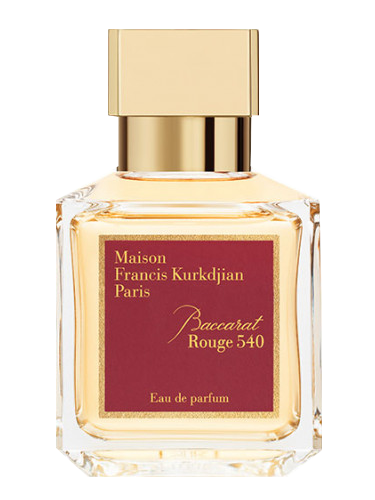 Maison
Francis Kurkdjian
Paris
Baccarat
Rouge 540
Eau de parfum